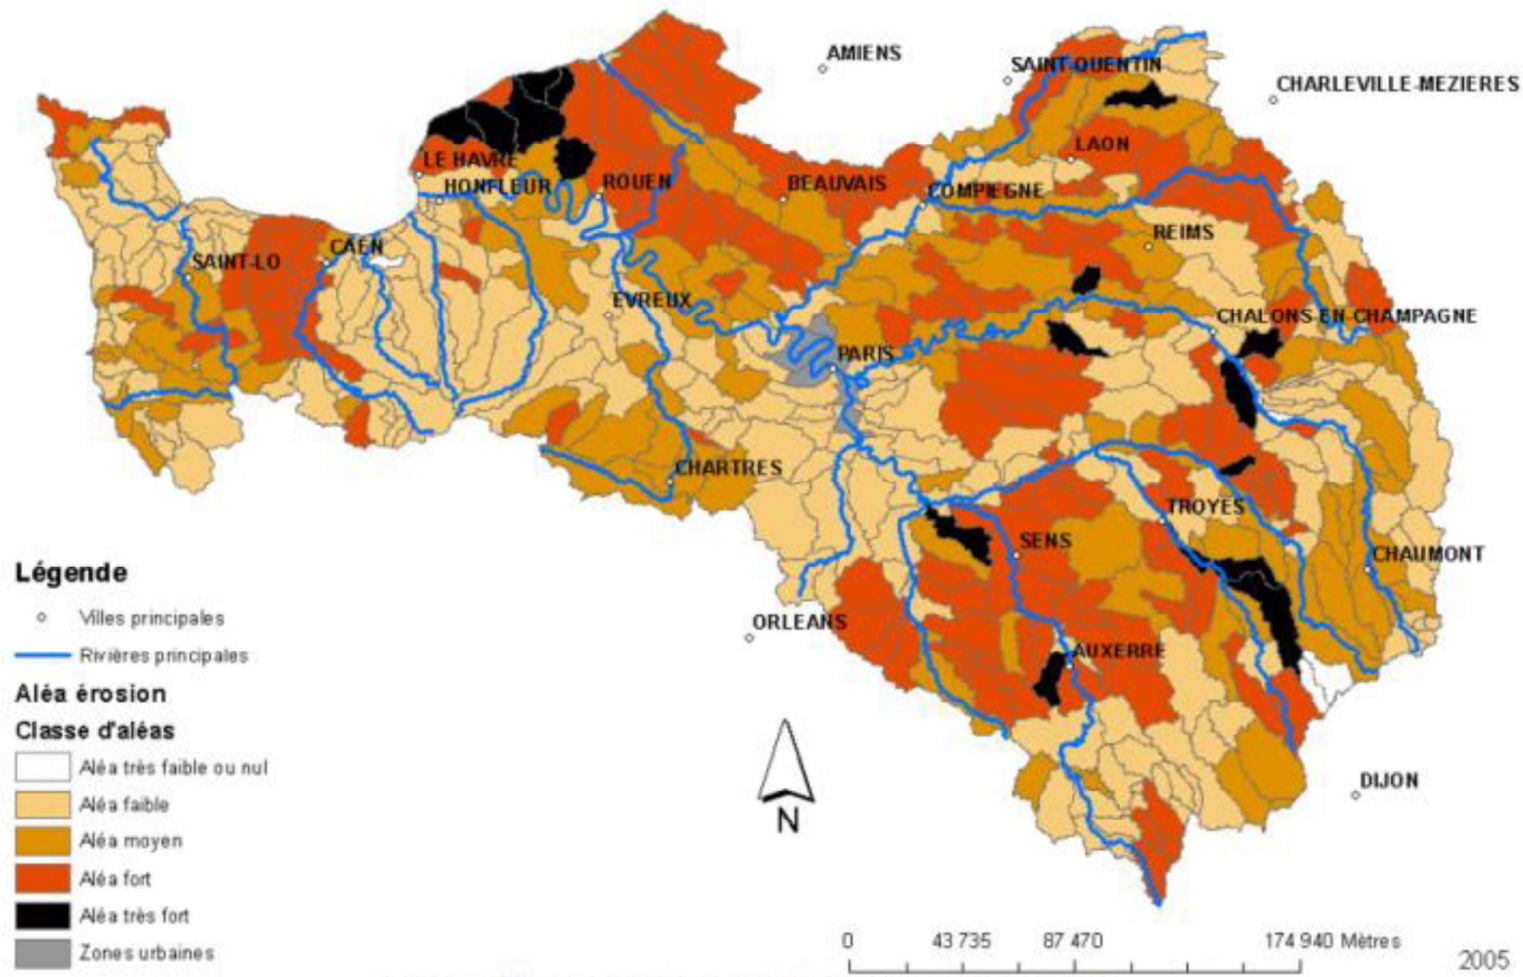 AMIENS
SAINT-QUENTIN
CHARLEVILLE-MEZIERES
LAON
LE HAVRE
HONFLEUR
ROUEN
BEAUVAIS
COMPIEGNE
REIMS
CAEN
SAINT-LO
EVREUX
CHALONS-EN-CHAMPAGNE
PARIS
CHARTRES
TROYES
SENS
CHAUMONT
ORLEANS
AUXERRE
DIJON
N
Légende
Villes principales
Rivières principales
Aléa érosion
Classe d'aléas
Aléa très faible ou nul
Aléa faible
Aléa moyen
Aléa fort
Aléa très fort
Zones urbaines
0 43 735 87 470 174 940 Mètres
2005